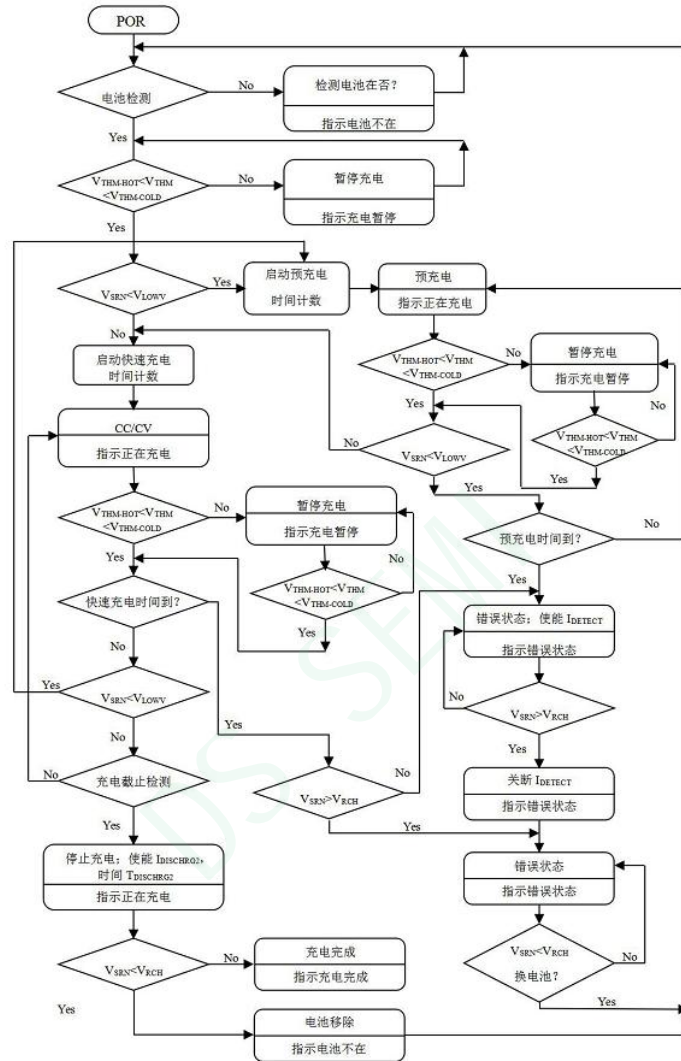 POR
电池检测
No
检测电池在否?
指示电池不在
Yes
VTHM-HOT<VTHM
<VTHM-COLD
No
暂停充电
指示充电暂停
Yes
VSRN<VLOWV
Yes
启动预充电
时间计数
预充电
指示正在充电
No
启动快速充电
时间计数
VTHM-HOT<VTHM
<VTHM-COLD
No
暂停充电
指示充电暂停
Yes
No
VTHM-HOT<VTHM
<VTHM-COLD
Yes
CC/CV
指示正在充电
No
VSRN<VLOWV
Yes
VTHM-HOT<VTHM
<VTHM-COLD
No
暂停充电
指示充电暂停
Yes
No
VTHM-HOT<VTHM
<VTHM-COLD
Yes
预充电时间到?
No
Yes
快速充电时间到?
No
Yes
错误状态;使能 IDETECT
指示错误状态
No
VSRN>VRCH
Yes
Yes
VSRN<VLOWV
No
No
充电截止检测
Yes
VSRN>VRCH
No
Yes
关断 IDETECT
指示错误状态
停止充电;使能 IDISCHRG2,
时间 TDISCHRG2
指示正在充电
错误状态
指示错误状态
VSRN<VRCH
No
充电完成
指示充电完成
VSRN<VRCH
换电池?
No
Yes
Yes
电池移除
指示电池不在
DS SEMI